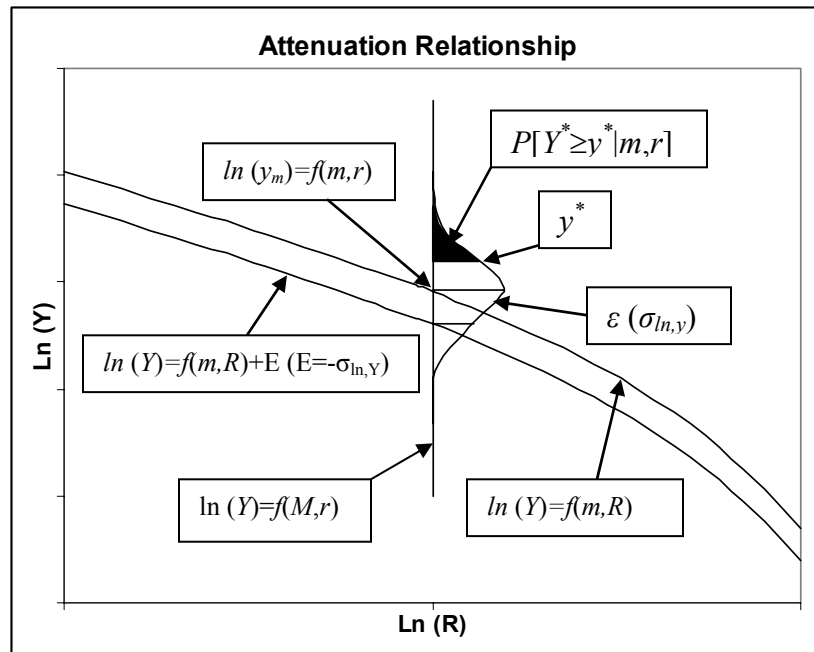 Attenuation Relationship
P[Y*≥y*|m,r]
ln (yₘ)=f(m,r)
y*
ε (σln,y)
Ln (Y)
ln (Y)=f(m,R)+E (E=-σln,Y)
ln (Y)=f(M,r)
ln (Y)=f(m,R)
Ln (R)